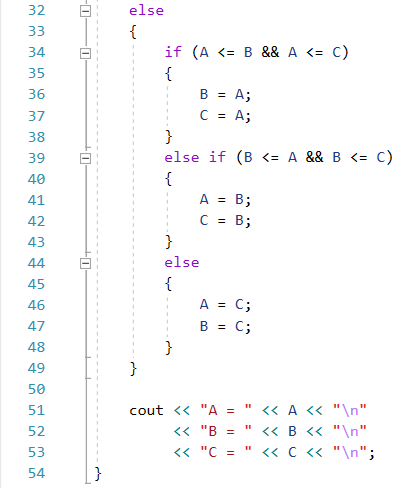 32 else
33 {
34 if (A <= B && A <= C)
35 {
36 B = A;
37 C = A;
38 }
39 else if (B <= A && B <= C)
40 {
41 A = B;
42 C = B;
43 }
44 else
45 {
46 A = C;
47 B = C;
48 }
49 }
50
51 cout << "A = " << A << "\n"
52 << "B = " << B << "\n"
53 << "C = " << C << "\n";
54 }